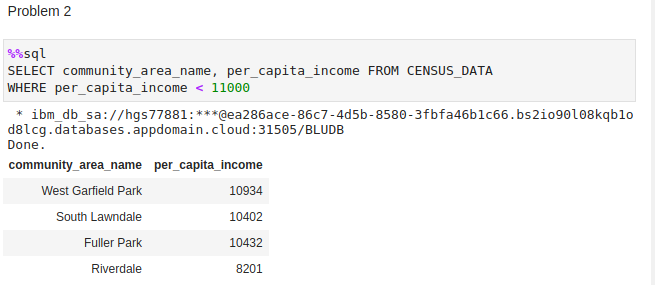 Problem 2
%%sql
SELECT community_area_name, per_capita_income FROM CENSUS_DATA
WHERE per_capita_income < 11000
* ibm_db_sa://hgs77881:***@ea286ace-86c7-4d5b-8580-3fbfa46b1c66.bs2io90l08kqb1o
d8lcg.databases.appdomain.cloud:31505/BLUDB
Done.
community_area_name per_capita_income
West Garfield Park 10934
South Lawndale 10402
Fuller Park 10432
Riverdale 8201